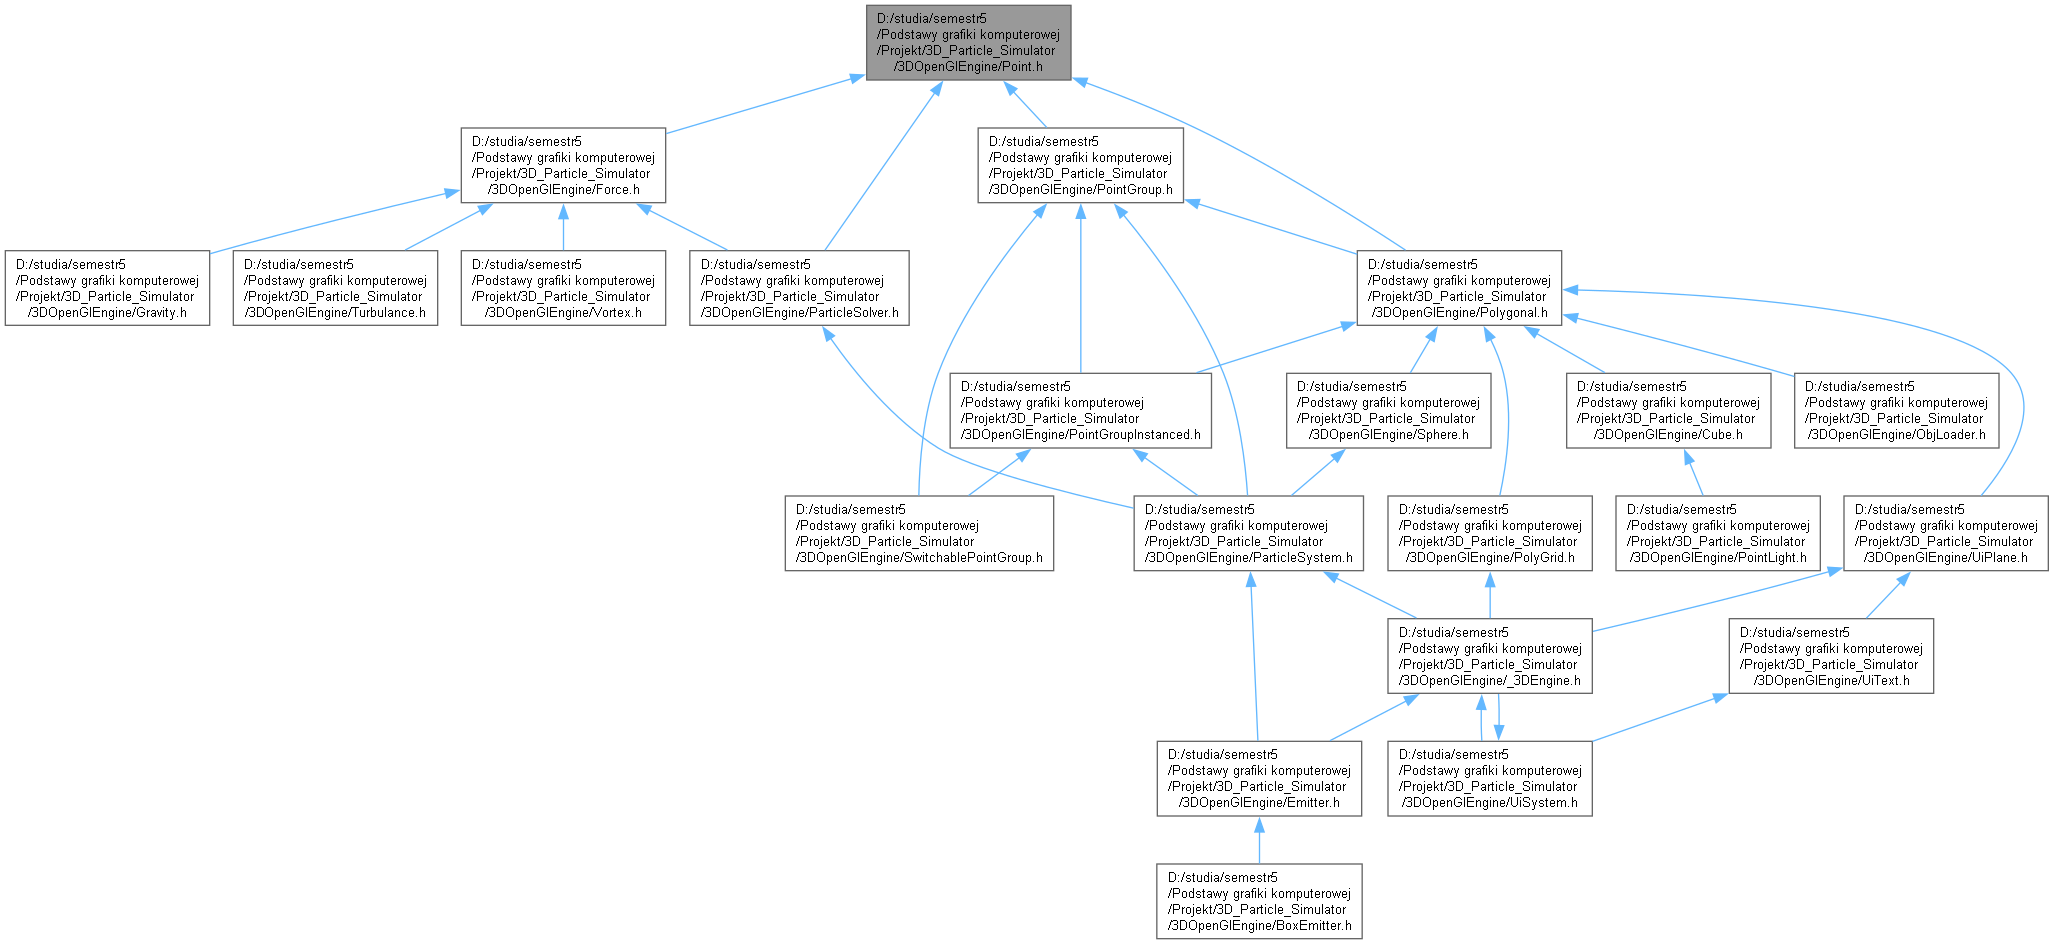 D:/studia/semestr5
/Podstawy grafiki komputerowej
/Projekt/3D_Particle_Simulator
/3DOpenGlEngine/Point.h
D:/studia/semestr5
/Podstawy grafiki komputerowej
/Projekt/3D_Particle_Simulator
/3DOpenGlEngine/Force.h
D:/studia/semestr5
/Podstawy grafiki komputerowej
/Projekt/3D_Particle_Simulator
/3DOpenGlEngine/PointGroup.h
D:/studia/semestr5
/Podstawy grafiki komputerowej
/Projekt/3D_Particle_Simulator
/3DOpenGlEngine/Gravity.h
D:/studia/semestr5
/Podstawy grafiki komputerowej
/Projekt/3D_Particle_Simulator
/3DOpenGlEngine/Turbulance.h
D:/studia/semestr5
/Podstawy grafiki komputerowej
/Projekt/3D_Particle_Simulator
/3DOpenGlEngine/Vortex.h
D:/studia/semestr5
/Podstawy grafiki komputerowej
/Projekt/3D_Particle_Simulator
/3DOpenGlEngine/ParticleSolver.h
D:/studia/semestr5
/Podstawy grafiki komputerowej
/Projekt/3D_Particle_Simulator
/3DOpenGlEngine/Polygonal.h
D:/studia/semestr5
/Podstawy grafiki komputerowej
/Projekt/3D_Particle_Simulator
/3DOpenGlEngine/PointGroupInstanced.h
D:/studia/semestr5
/Podstawy grafiki komputerowej
/Projekt/3D_Particle_Simulator
/3DOpenGlEngine/Sphere.h
D:/studia/semestr5
/Podstawy grafiki komputerowej
/Projekt/3D_Particle_Simulator
/3DOpenGlEngine/Cube.h
D:/studia/semestr5
/Podstawy grafiki komputerowej
/Projekt/3D_Particle_Simulator
/3DOpenGlEngine/ObjLoader.h
D:/studia/semestr5
/Podstawy grafiki komputerowej
/Projekt/3D_Particle_Simulator
/3DOpenGlEngine/SwitchablePointGroup.h
D:/studia/semestr5
/Podstawy grafiki komputerowej
/Projekt/3D_Particle_Simulator
/3DOpenGlEngine/ParticleSystem.h
D:/studia/semestr5
/Podstawy grafiki komputerowej
/Projekt/3D_Particle_Simulator
/3DOpenGlEngine/PolyGrid.h
D:/studia/semestr5
/Podstawy grafiki komputerowej
/Projekt/3D_Particle_Simulator
/3DOpenGlEngine/PointLight.h
D:/studia/semestr5
/Podstawy grafiki komputerowej
/Projekt/3D_Particle_Simulator
/3DOpenGlEngine/UiPlane.h
D:/studia/semestr5
/Podstawy grafiki komputerowej
/Projekt/3D_Particle_Simulator
/3DOpenGlEngine/_3DEngine.h
D:/studia/semestr5
/Podstawy grafiki komputerowej
/Projekt/3D_Particle_Simulator
/3DOpenGlEngine/UiText.h
D:/studia/semestr5
/Podstawy grafiki komputerowej
/Projekt/3D_Particle_Simulator
/3DOpenGlEngine/Emitter.h
D:/studia/semestr5
/Podstawy grafiki komputerowej
/Projekt/3D_Particle_Simulator
/3DOpenGlEngine/UiSystem.h
D:/studia/semestr5
/Podstawy grafiki komputerowej
/Projekt/3D_Particle_Simulator
/3DOpenGlEngine/BoxEmitter.h